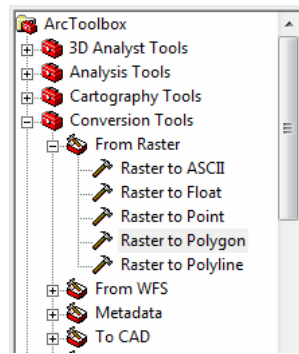 ArcToolbox
3D Analyst Tools
Analysis Tools
Cartography Tools
Conversion Tools
From Raster
Raster to ASCII
Raster to Float
Raster to Point
Raster to Polygon
Raster to Polyline
From WFS
Metadata
To CAD